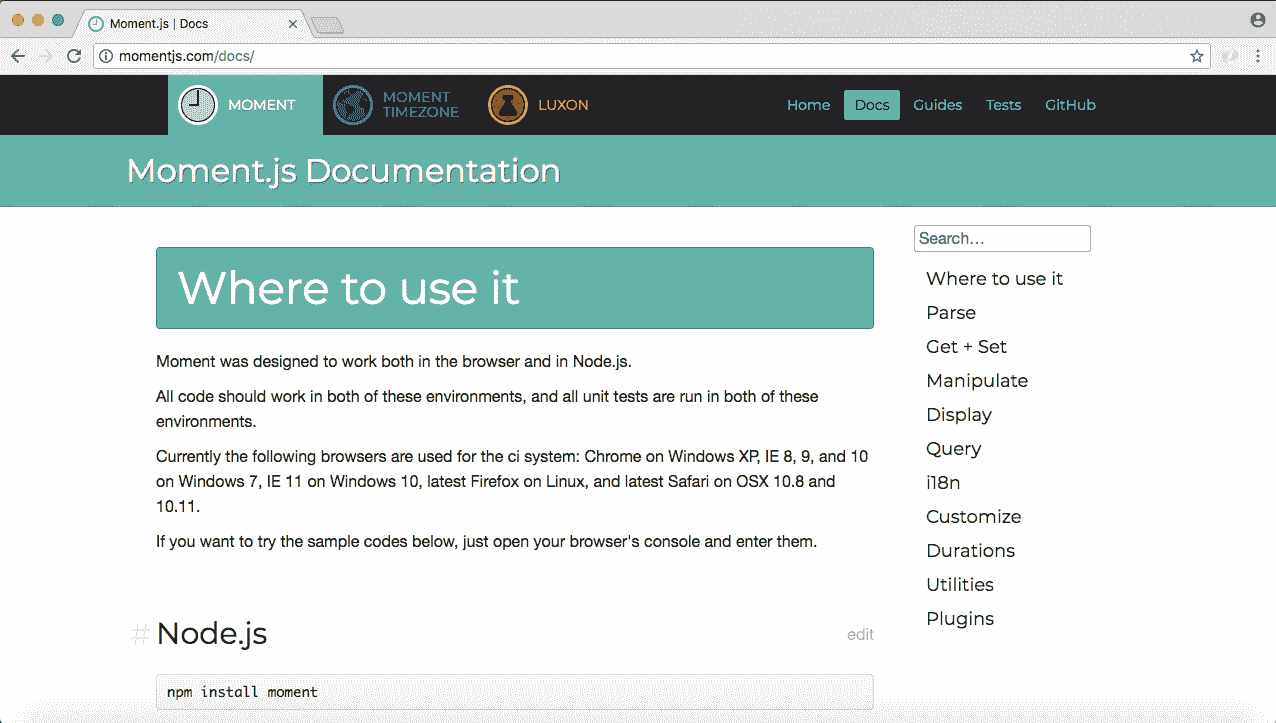 Moment.js | Docs
momentjs.com/docs/
MOMENT
MOMENT
TIMEZONE
LUXON
Home
Docs
Guides
Tests
GitHub
Moment.js Documentation
Where to use it
Moment was designed to work both in the browser and in Node.js.
All code should work in both of these environments, and all unit tests are run in both of these
environments.
Currently the following browsers are used for the ci system: Chrome on Windows XP, IE 8, 9, and 10
on Windows 7, IE 11 on Windows 10, latest Firefox on Linux, and latest Safari on OSX 10.8 and
10.11.
If you want to try the sample codes below, just open your browser's console and enter them.
# Node.js
edit
npm install moment
Search...
Where to use it
Parse
Get + Set
Manipulate
Display
Query
i18n
Customize
Durations
Utilities
Plugins